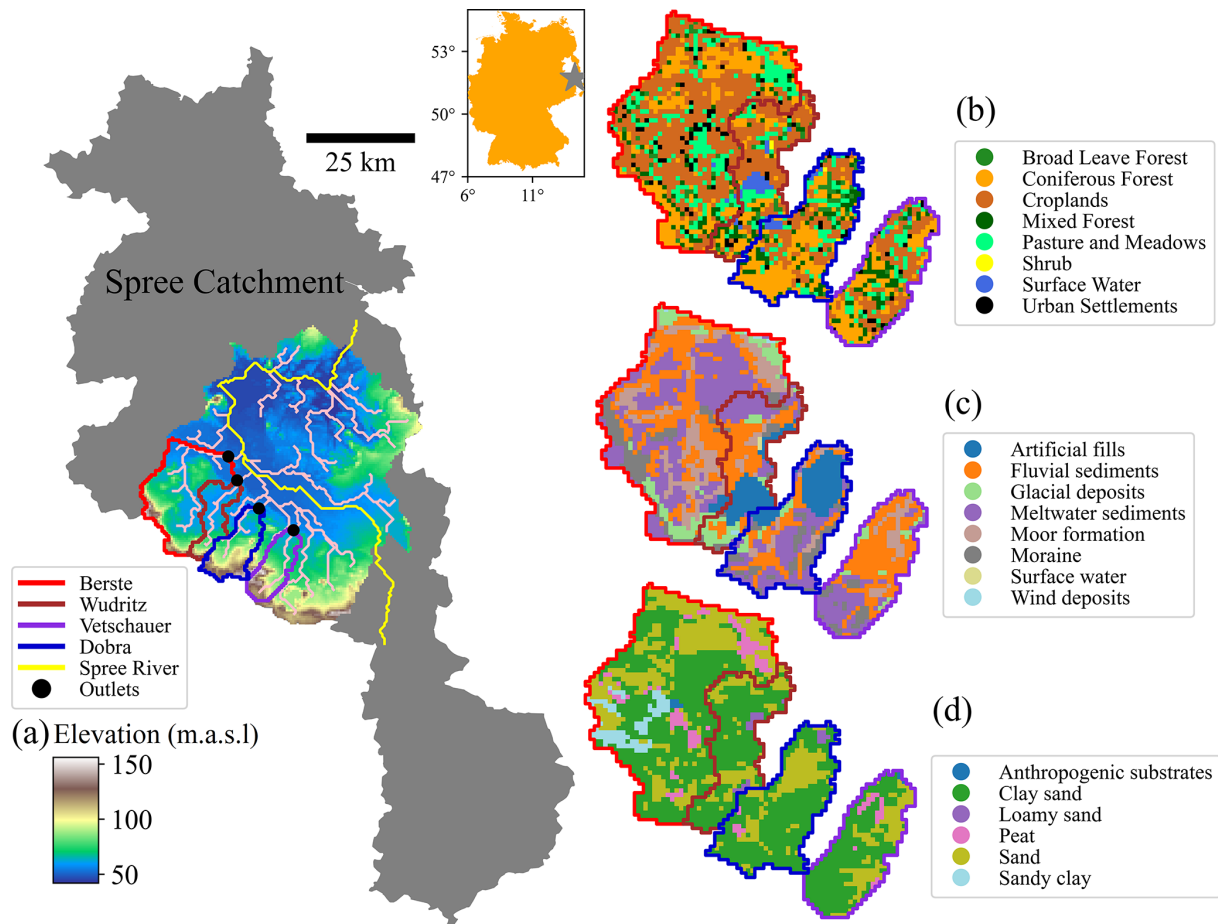 53°
50°
47°
6°
11°
25 km
Spree Catchment
Berste
Wudritz
Vetschauer
Dobra
Spree River
Outlets
(a) Elevation (m.a.s.l)
150
100
50
(b)
Broad Leave Forest
Coniferous Forest
Croplands
Mixed Forest
Pasture and Meadows
Shrub
Surface Water
Urban Settlements
(c)
Artificial fills
Fluvial sediments
Glacial deposits
Meltwater sediments
Moor formation
Moraine
Surface water
Wind deposits
(d)
Anthropogenic substrates
Clay sand
Loamy sand
Peat
Sand
Sandy clay